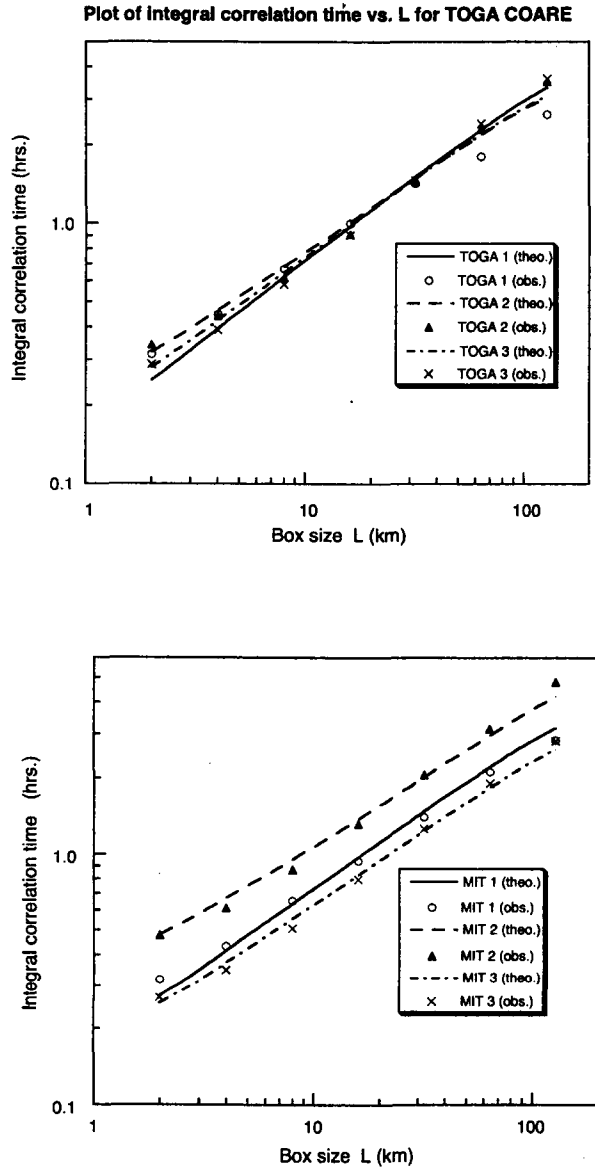 Plot of integral correlation time vs. L for TOGA COARE
Integral correlation time (hrs.)
1.0
0.1
TOGA 1 (theo.)
TOGA 1 (obs.)
TOGA 2 (theo.)
TOGA 2 (obs.)
TOGA 3 (theo.)
TOGA 3 (obs.)
1
10
100
Box size L (km)
Integral correlation time (hrs.)
1.0
0.1
MIT 1 (theo.)
MIT 1 (obs.)
MIT 2 (theo.)
MIT 2 (obs.)
MIT 3 (theo.)
MIT 3 (obs.)
1
10
100
Box size L (km)